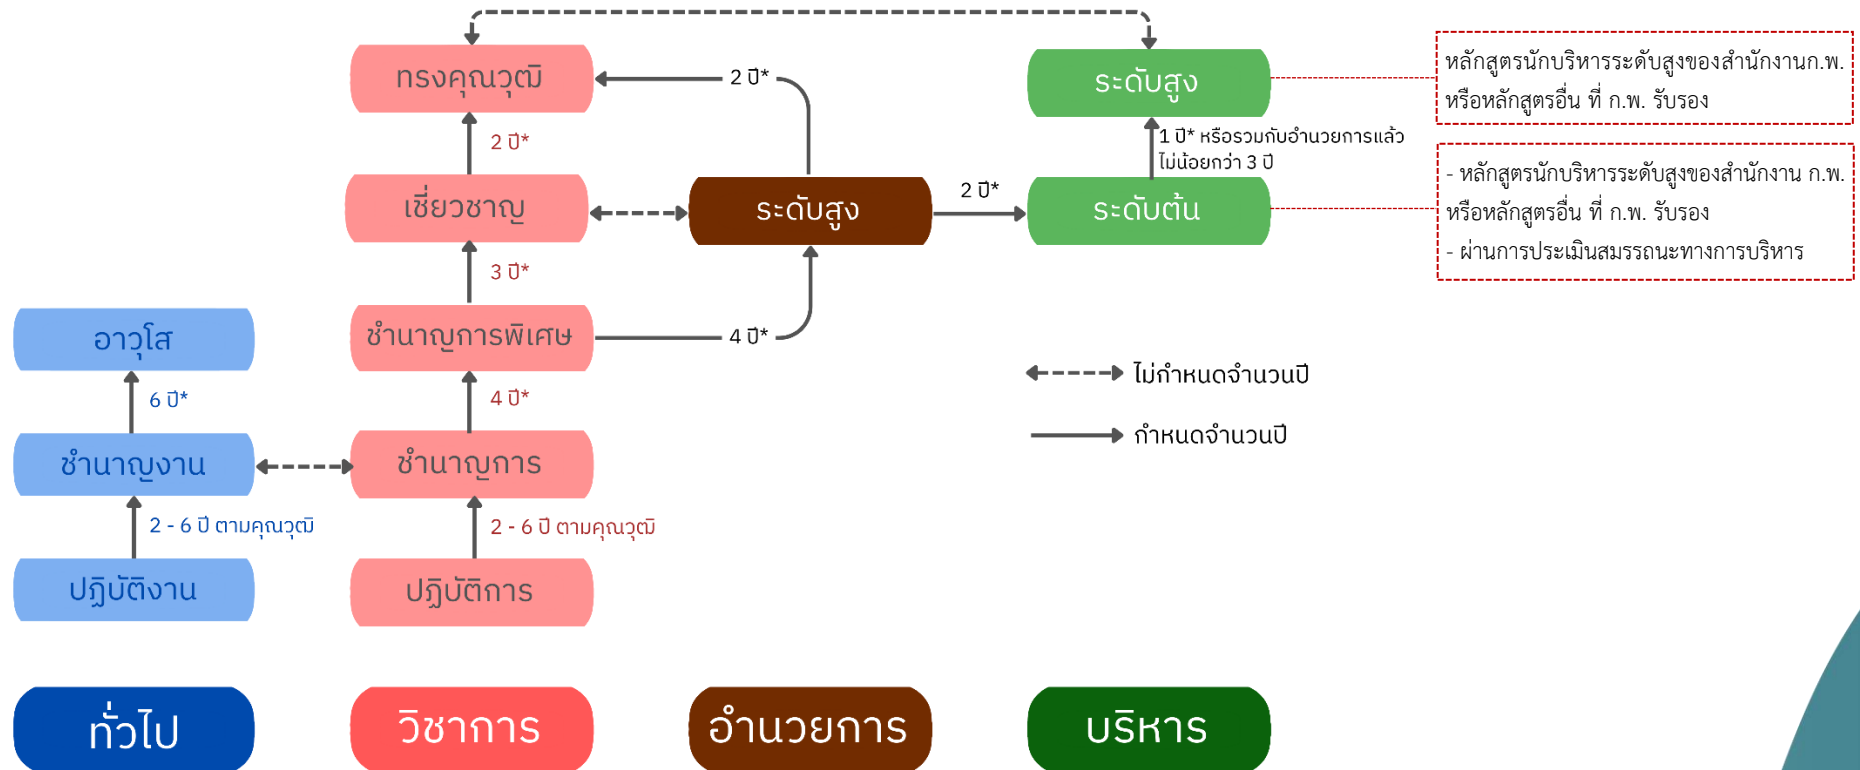 ทรงคุณวุฒิ
2 ปี*
ระดับสูง
หลักสูตรนักบริหารระดับสูงของสำนักงานก.พ.
หรือหลักสูตรอื่น ที่ ก.พ. รับรอง
2 ปี*
1 ปี* หรือรวมกับอำนวยการแล้ว
ไม่น้อยกว่า 3 ปี
เชี่ยวชาญ
ระดับสูง
2 ปี*
ระดับต้น
- หลักสูตรนักบริหารระดับสูงของสำนักงาน ก.พ.
หรือหลักสูตรอื่น ที่ ก.พ. รับรอง
- ผ่านการประเมินสมรรถนะทางการบริหาร
3 ปี*
อาวุโส
ชำนาญการพิเศษ
4 ปี*
ไม่กำหนดจำนวนปี
6 ปี*
4 ปี*
กำหนดจำนวนปี
ชำนาญงาน
ชำนาญการ
2 - 6 ปี ตามคุณวุฒิ
2 - 6 ปี ตามคุณวุฒิ
ปฏิบัติงาน
ปฏิบัติการ
ทั่วไป
วิชาการ
อำนวยการ
บริหาร